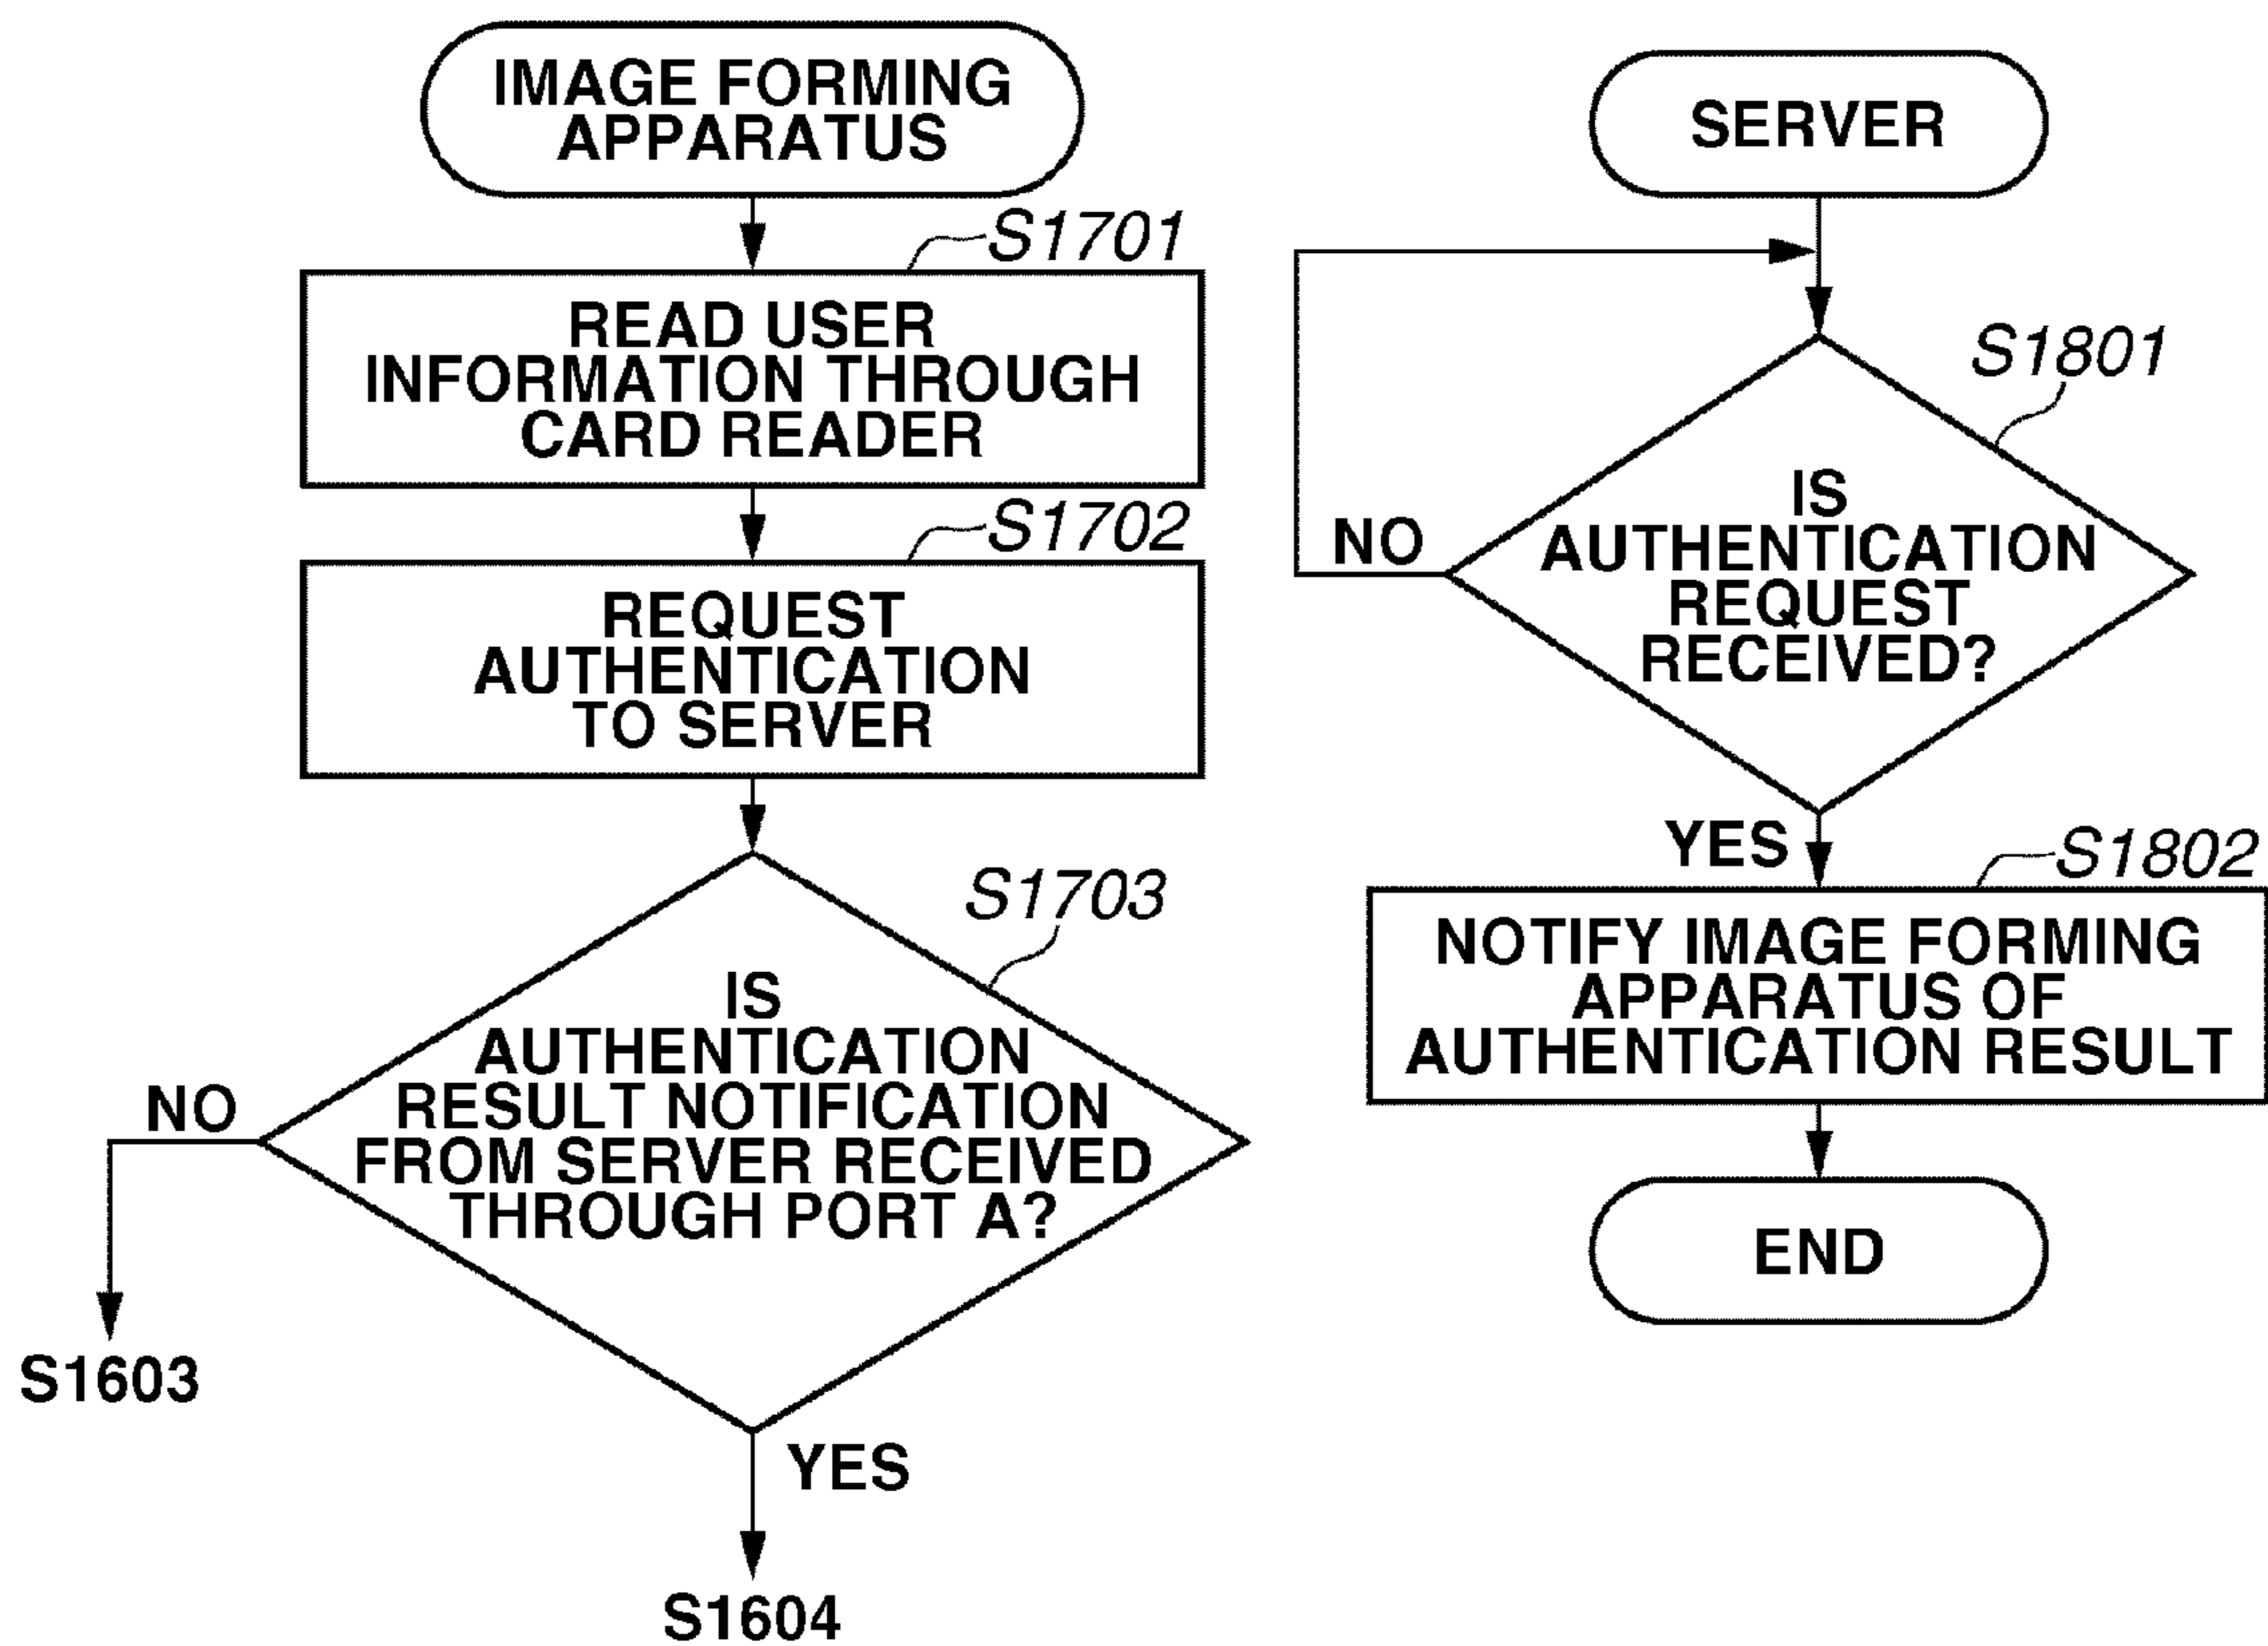 IMAGE FORMING
APPARATUS
S1701
READ USER
INFORMATION THROUGH
CARD READER
S1702
REQUEST
AUTHENTICATION
TO SERVER
S1703
IS
AUTHENTICATION
RESULT NOTIFICATION
FROM SERVER RECEIVED
THROUGH PORT A?
NO
S1603
YES
S1604
SERVER
S1801
IS
AUTHENTICATION
REQUEST
RECEIVED?
NO
YES
S1802
NOTIFY IMAGE FORMING
APPARATUS OF
AUTHENTICATION RESULT
END